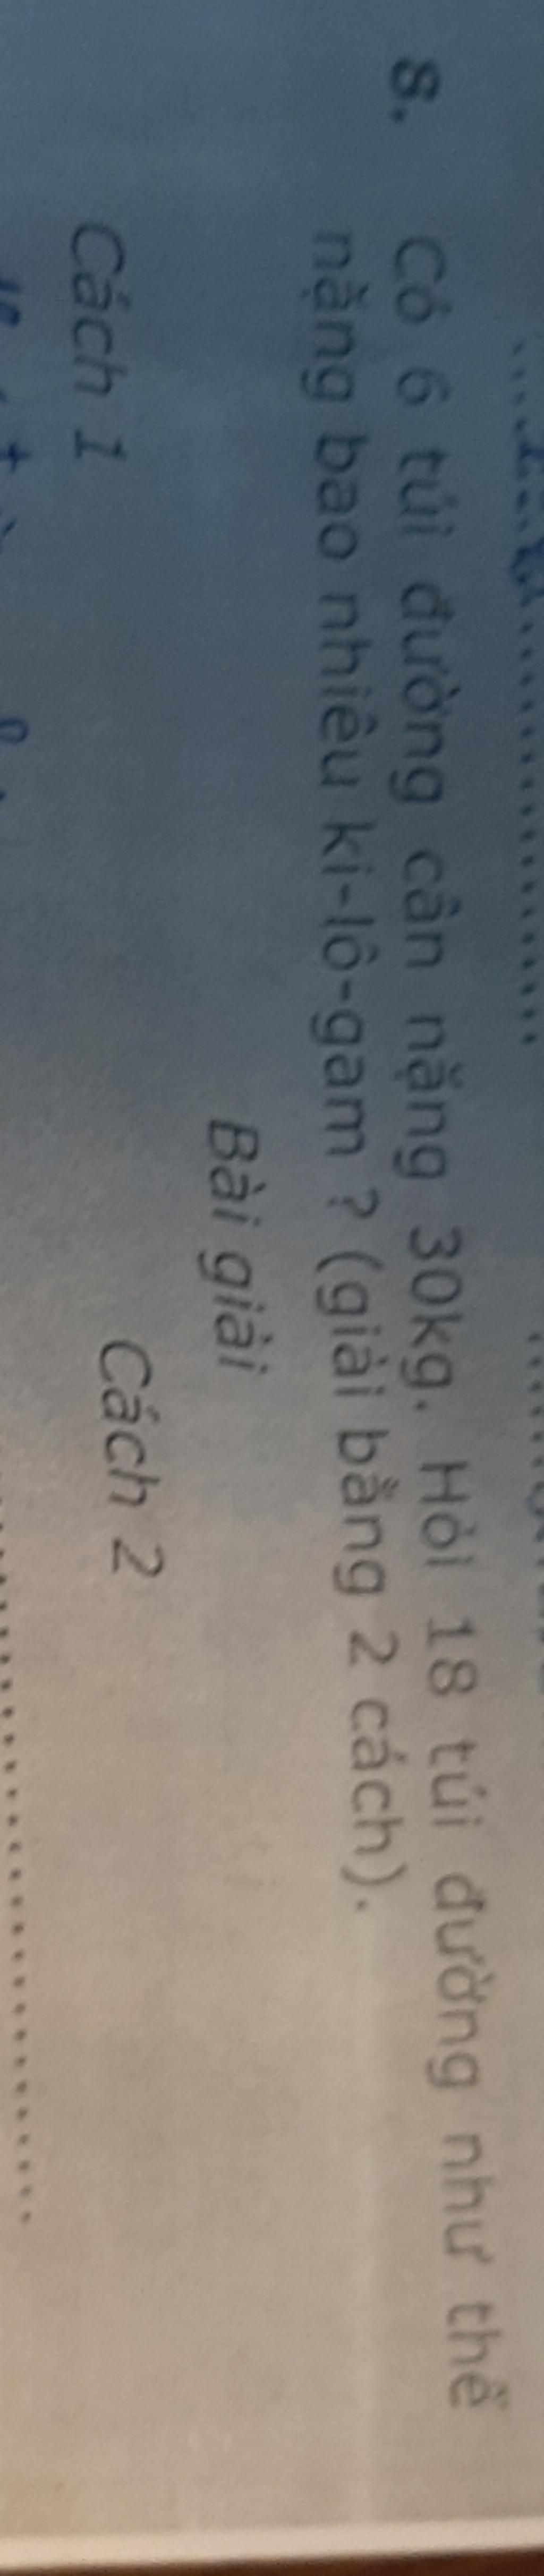 8. Có 6 túi đường cân nặng 30kg. Hỏi 18 túi đường như thế
nặng bao nhiêu ki-lô-gam ? (giải bằng 2 cách).
Bài giải
Cách 1 Cách 2